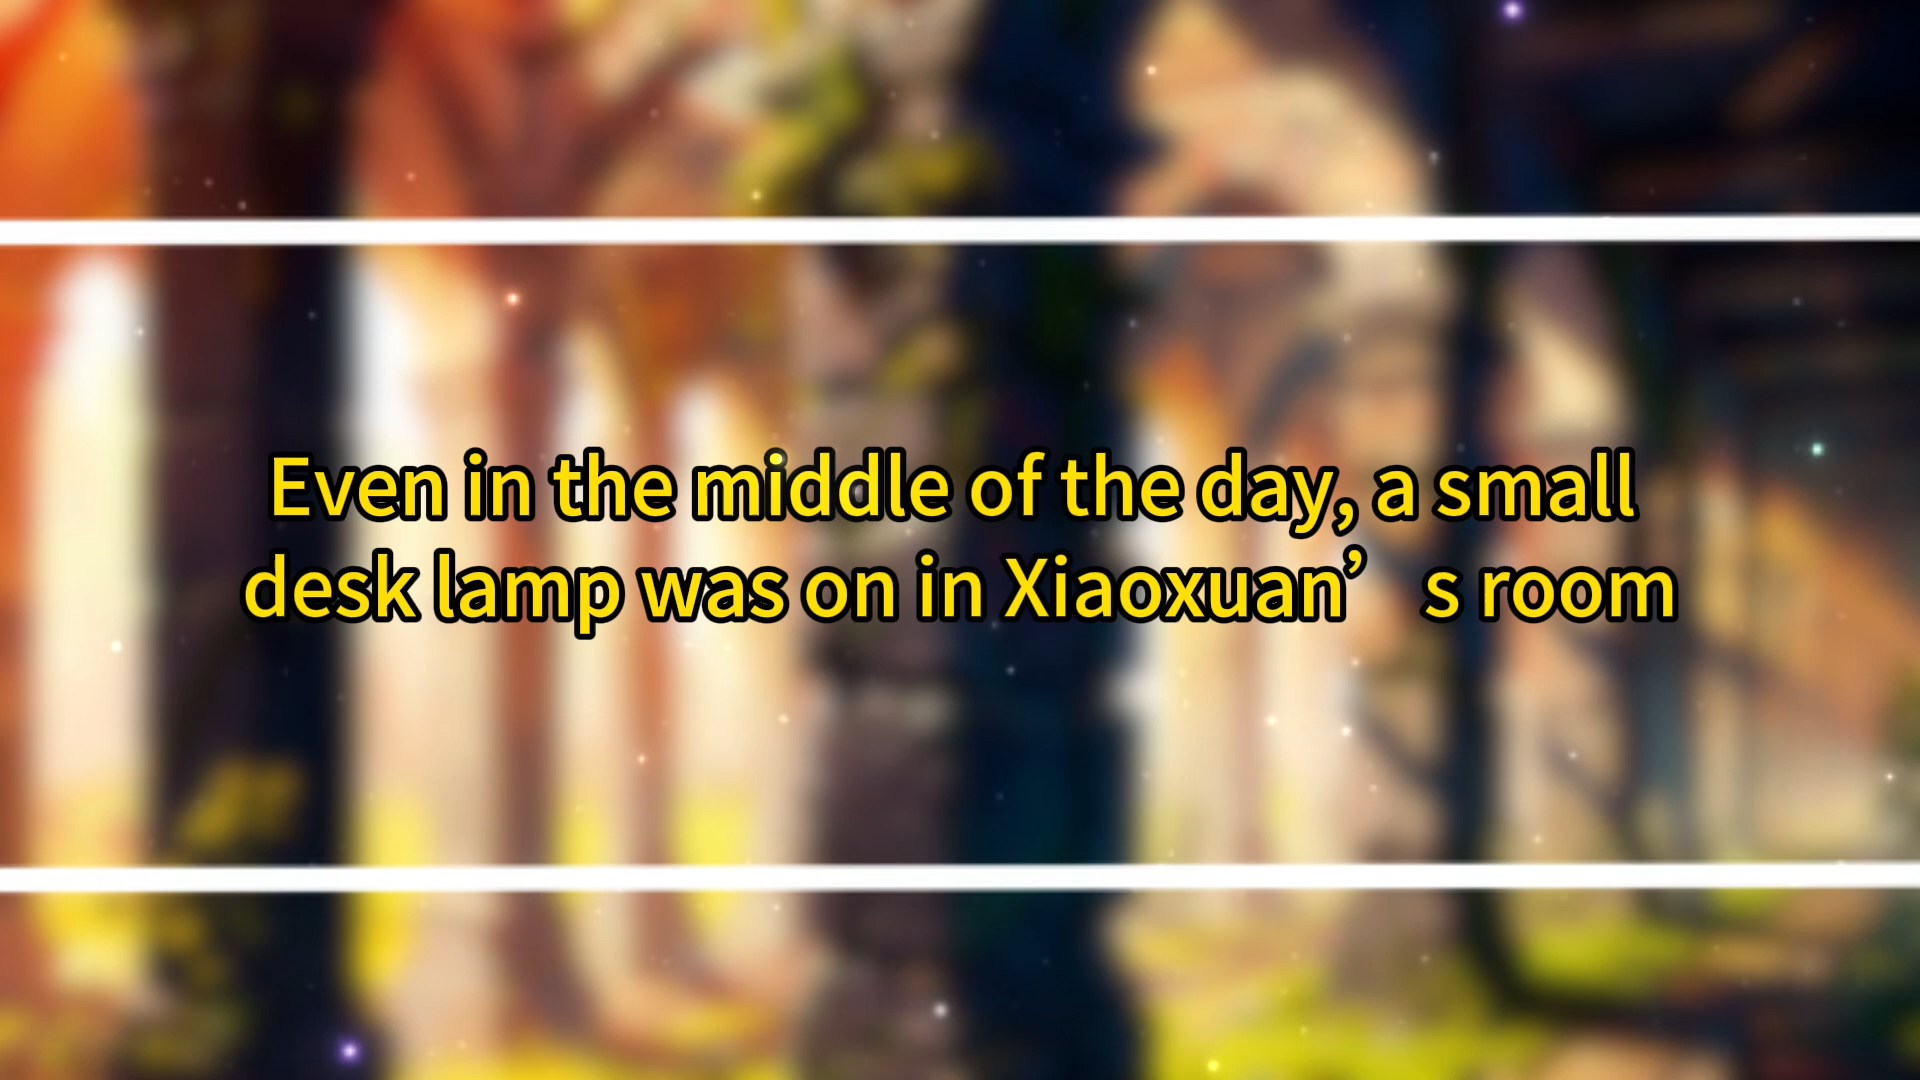 Even in the middle of the day, a small
desk lamp was on in Xiaoxuan’s room